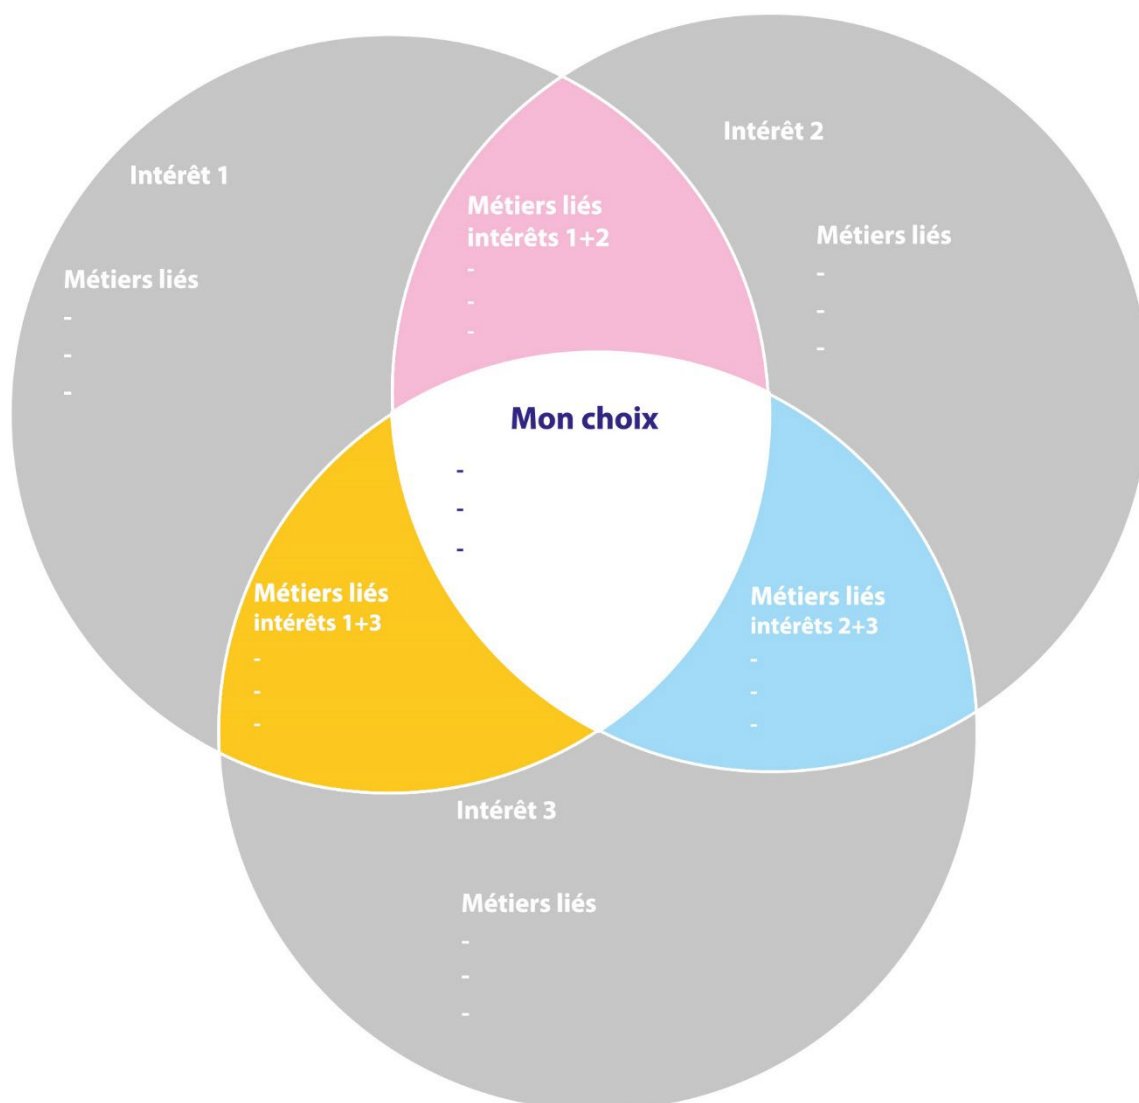 Intérêt 1
Métiers liés
-
-
-
Métiers liés
intérêts 1+2
-
-
-
Intérêt 2
Métiers liés
-
-
-
Mon choix
-
-
-
Métiers liés
intérêts 1+3
-
-
-
Métiers liés
intérêts 2+3
-
-
-
Intérêt 3
Métiers liés
-
-
-